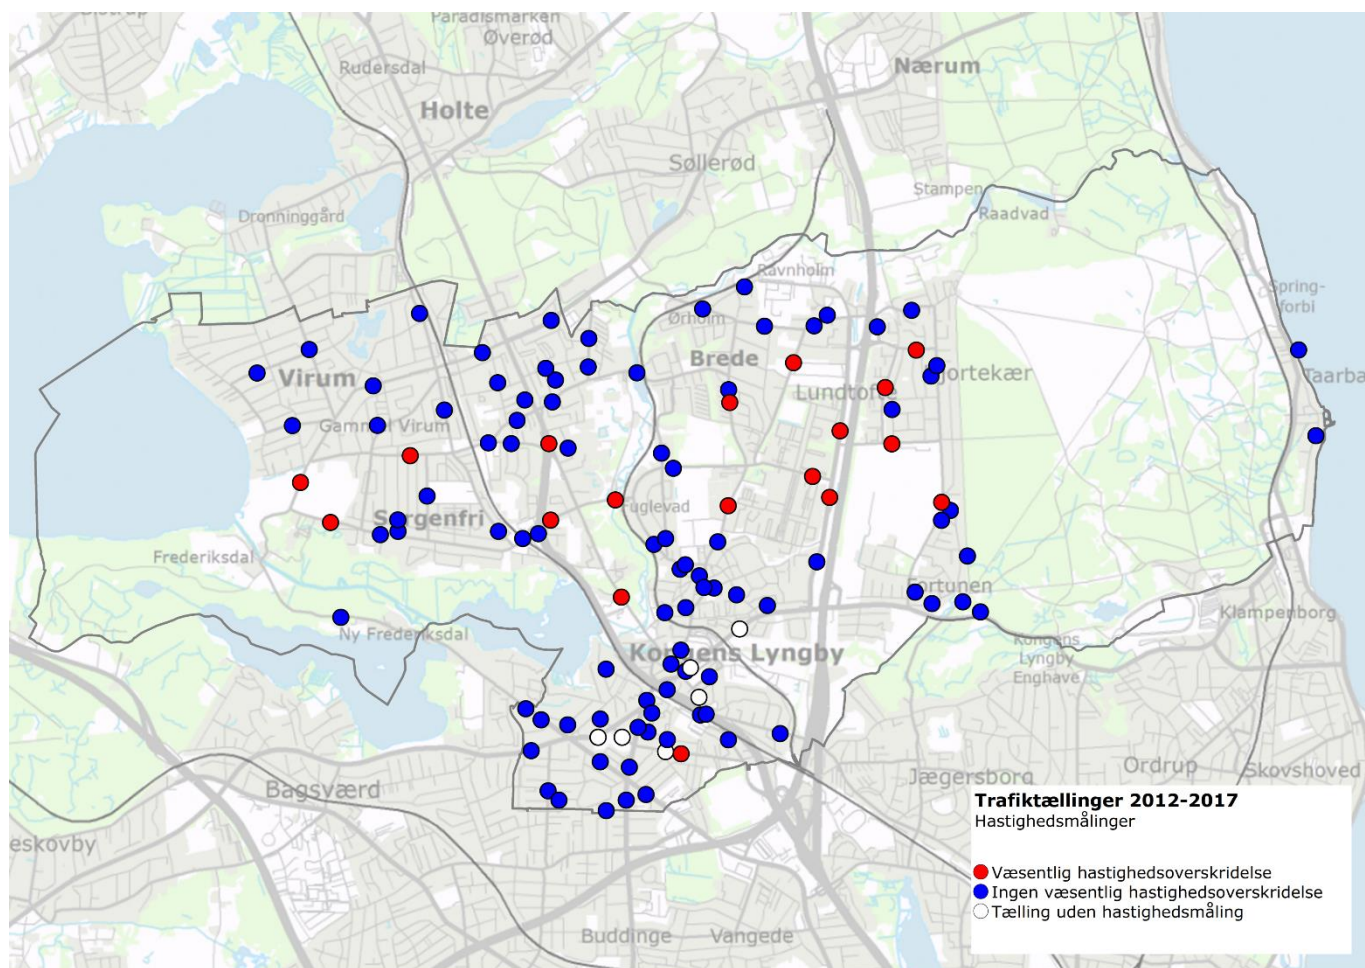 Paradismarken
Øverød
Rudersdal
Nærum
Holte
Søllerød
Stampen
Raadvad
Dronninggård
Ravnholm
Spring-
forbi
Ørholm
Brede
Virum
Hjortekær
Taarbæ
Lundtofte
Gammel Virum
Fuglevad
Sorgenfri
Frederiksdal
Fortunen
Klampenborg
Ny Frederiksdal
Kongens
Lyngby
Enghave
Kongens Lyngby
Bagsværd
Jægersborg
Ordrup
Skovshoved
eskovby
Buddinge
Vangede
Trafiktællinger 2012-2017
Hastighedsmålinger
Væsentlig hastighedsoverskridelse
Ingen væsentlig hastighedsoverskridelse
Tælling uden hastighedsmåling